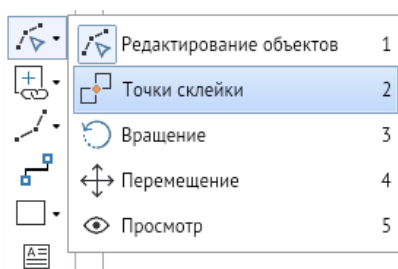 Редактирование объектов 1
Точки склейки 2
Вращение 3
Перемещение 4
Просмотр 5